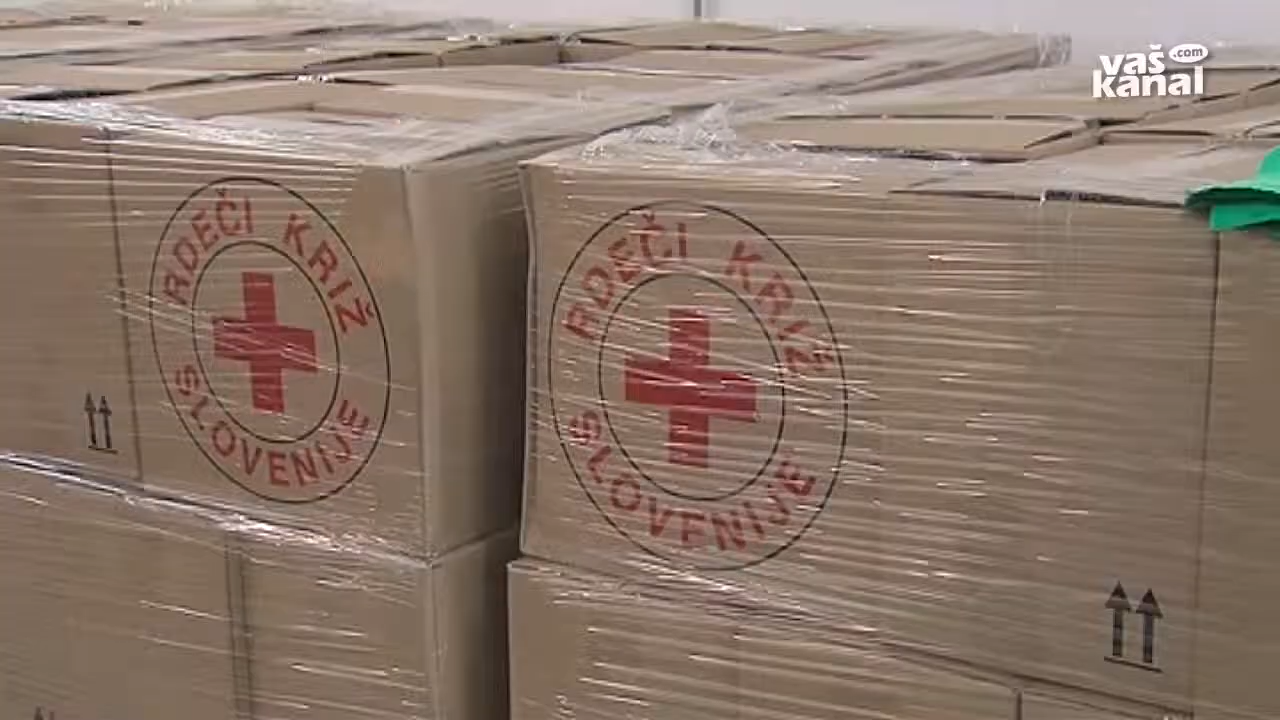 vaš .com
kanal
RDEČI KRIŽ
SLOVENIJE
RDEČI KRIŽ
SLOVENIJE